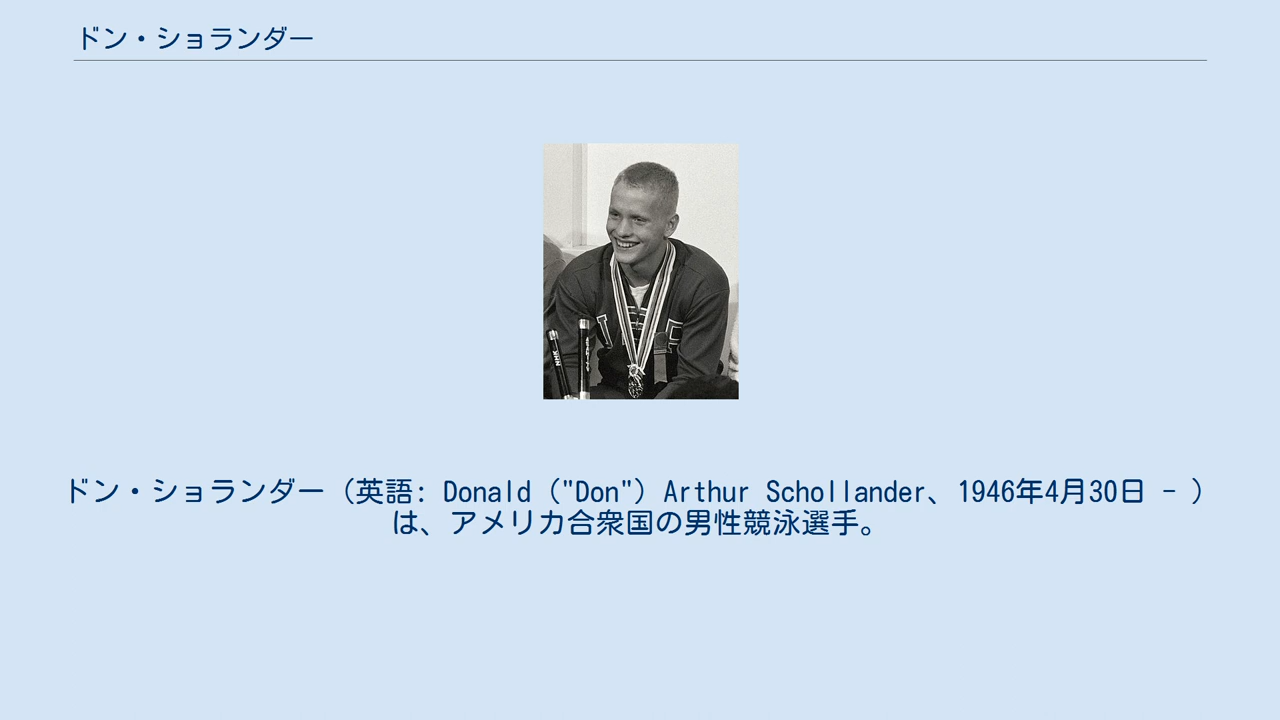 ドン・ショランダー
NHK
ドン・ショランダー（英語: Donald ("Don") Arthur Schollander、1946年4月30日 - ）
は、アメリカ合衆国の男性競泳選手。